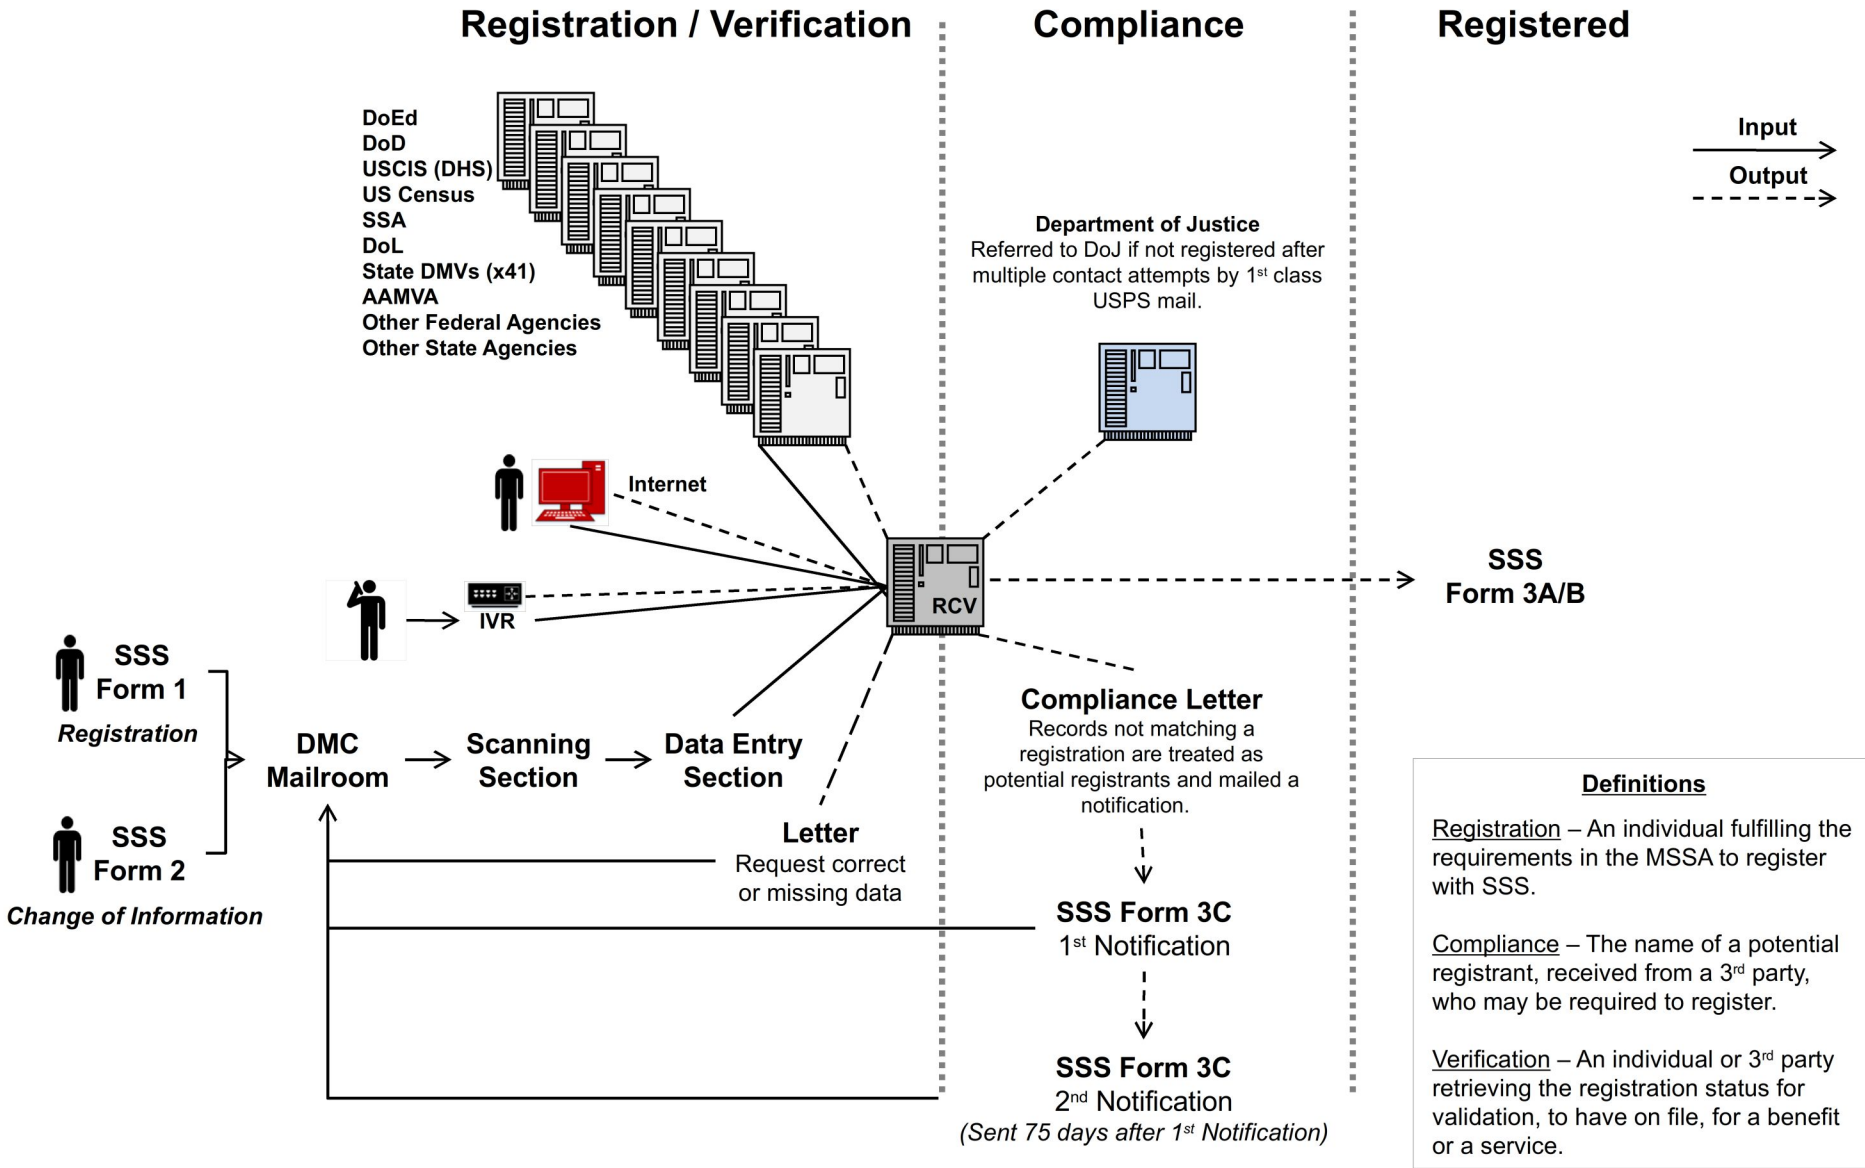 Registration / Verification
Compliance
Registered
DoEd
DoD
USCIS (DHS)
US Census
SSA
DoL
State DMVs (x41)
AAMVA
Other Federal Agencies
Other State Agencies
Input
Output
Department of Justice
Referred to DoJ if not registered after
multiple contact attempts by 1st class
USPS mail.
Internet
IVR
RCV
SSS
Form 3A/B
SSS
Form 1
Registration
SSS
Form 2
Change of Information
DMC
Mailroom
Scanning
Section
Data Entry
Section
Letter
Request correct
or missing data
Compliance Letter
Records not matching a
registration are treated as
potential registrants and mailed a
notification.
SSS Form 3C
1st Notification
SSS Form 3C
2nd Notification
(Sent 75 days after 1st Notification)
Definitions
Registration – An individual fulfilling the
requirements in the MSSA to register
with SSS.
Compliance – The name of a potential
registrant, received from a 3rd party,
who may be required to register.
Verification – An individual or 3rd party
retrieving the registration status for
validation, to have on file, for a benefit
or a service.